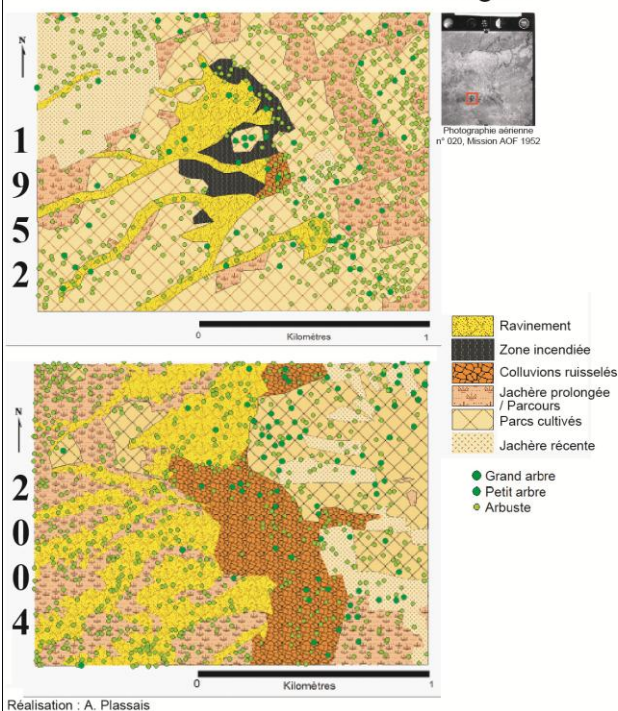 N
1
9
5
2
0
Kilomètres
1
Photographie aérienne
n° 020, Mission AOF 1952
Ravinement
Zone incendiée
Colluvions ruisselés
Jachère prolongée
/ Parcours
Parcs cultivés
Jachère récente
Grand arbre
Petit arbre
Arbuste
N
2
0
0
4
0
Kilomètres
1
Réalisation : A. Plassais